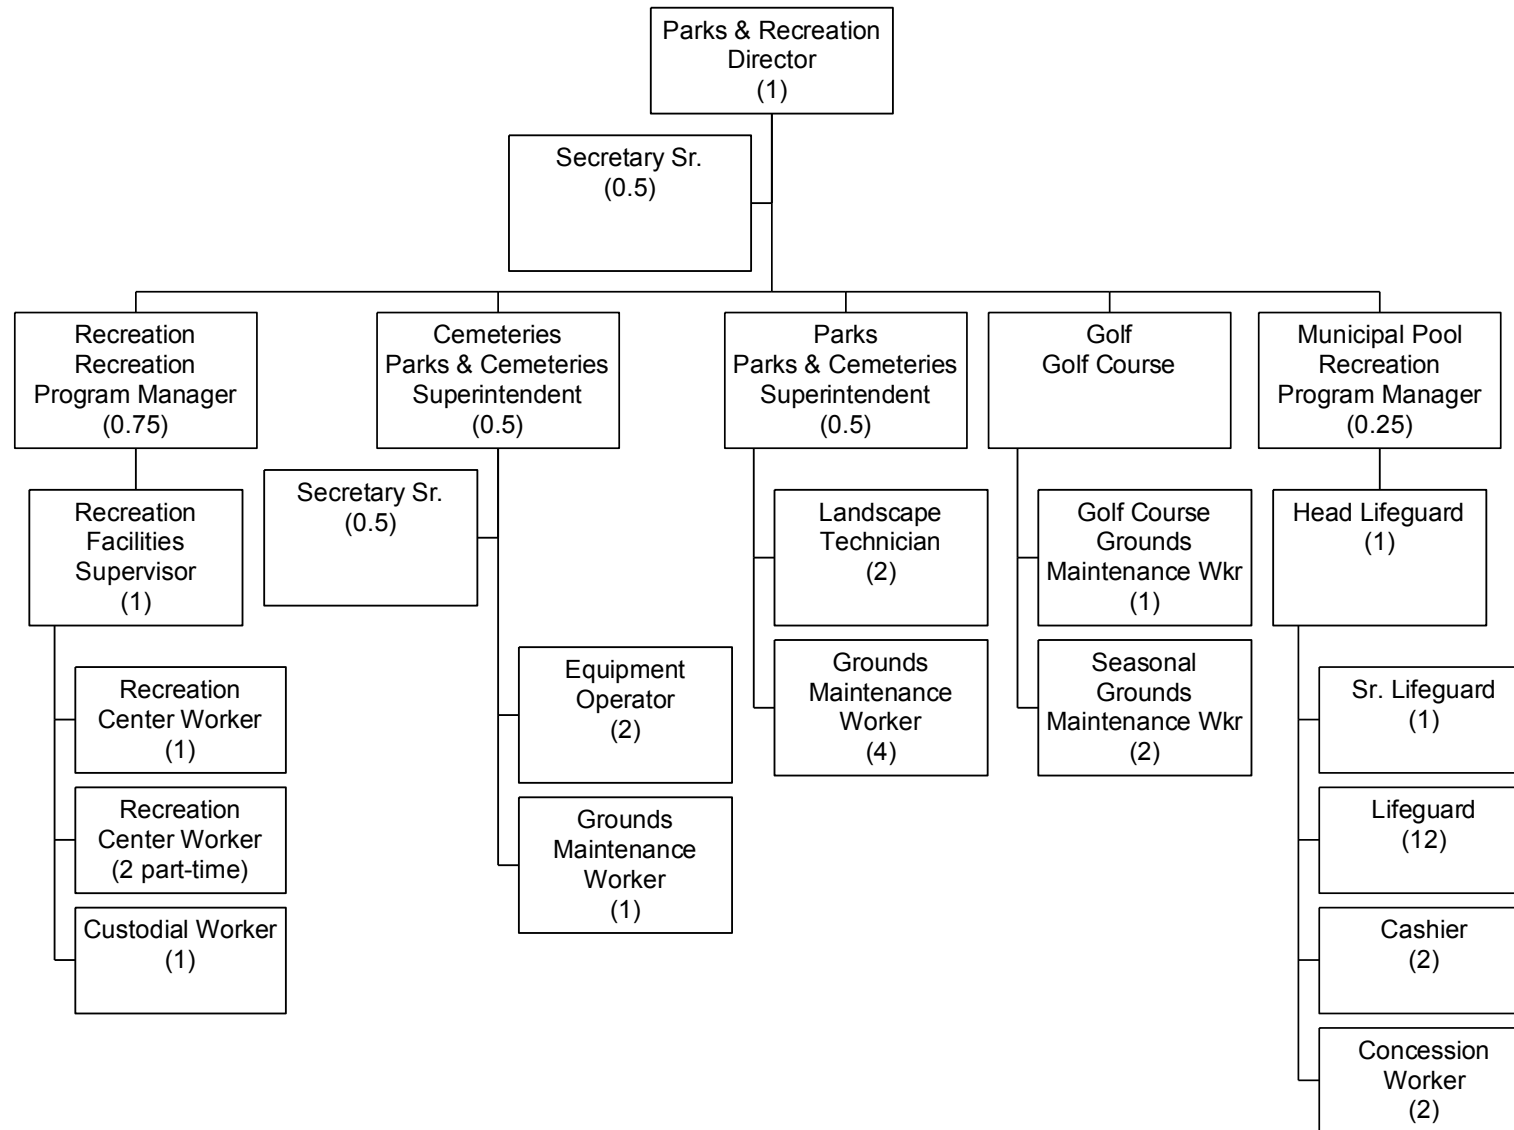 Parks & Recreation
Director
(1)
Secretary Sr.
(0.5)
Recreation
Recreation
Program Manager
(0.75)
Cemeteries
Parks & Cemeteries
Superintendent
(0.5)
Parks
Parks & Cemeteries
Superintendent
(0.5)
Golf
Golf Course
Municipal Pool
Recreation
Program Manager
(0.25)
Recreation
Facilities
Supervisor
(1)
Recreation
Center Worker
(1)
Recreation
Center Worker
(2 part-time)
Custodial Worker
(1)
Secretary Sr.
(0.5)
Equipment
Operator
(2)
Grounds
Maintenance
Worker
(1)
Landscape
Technician
(2)
Grounds
Maintenance
Worker
(4)
Golf Course
Grounds
Maintenance Wkr
(1)
Seasonal
Grounds
Maintenance Wkr
(2)
Head Lifeguard
(1)
Sr. Lifeguard
(1)
Lifeguard
(12)
Cashier
(2)
Concession
Worker
(2)